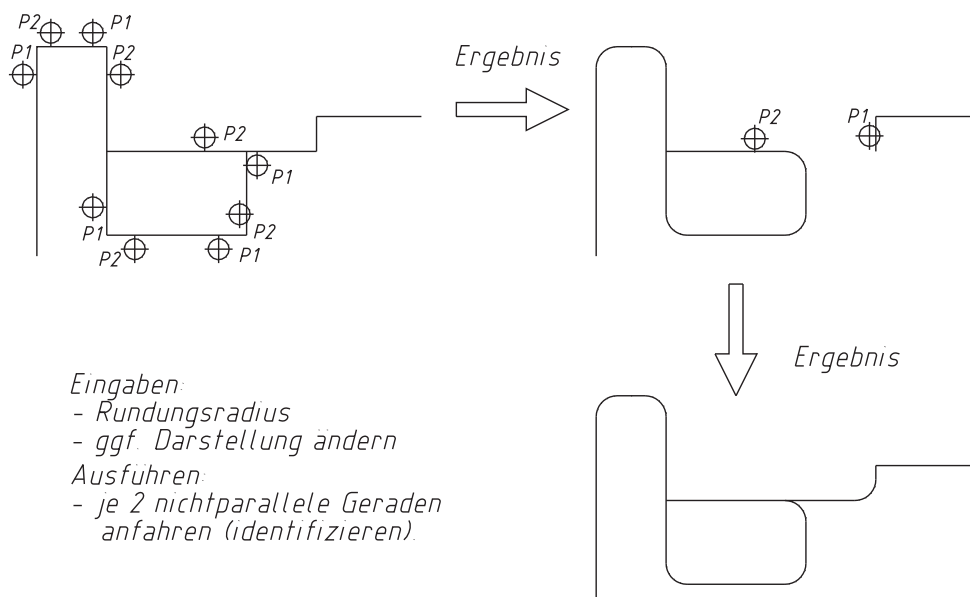 P2 P1
P1 P2
P2
P1
P1
P2
P2 P1
Ergebnis
P2 P1
Ergebnis
Eingaben:
- Rundungsradius
- ggf. Darstellung ändern
Ausführen:
- je 2 nichtparallele Geraden
anfahren (identifizieren).